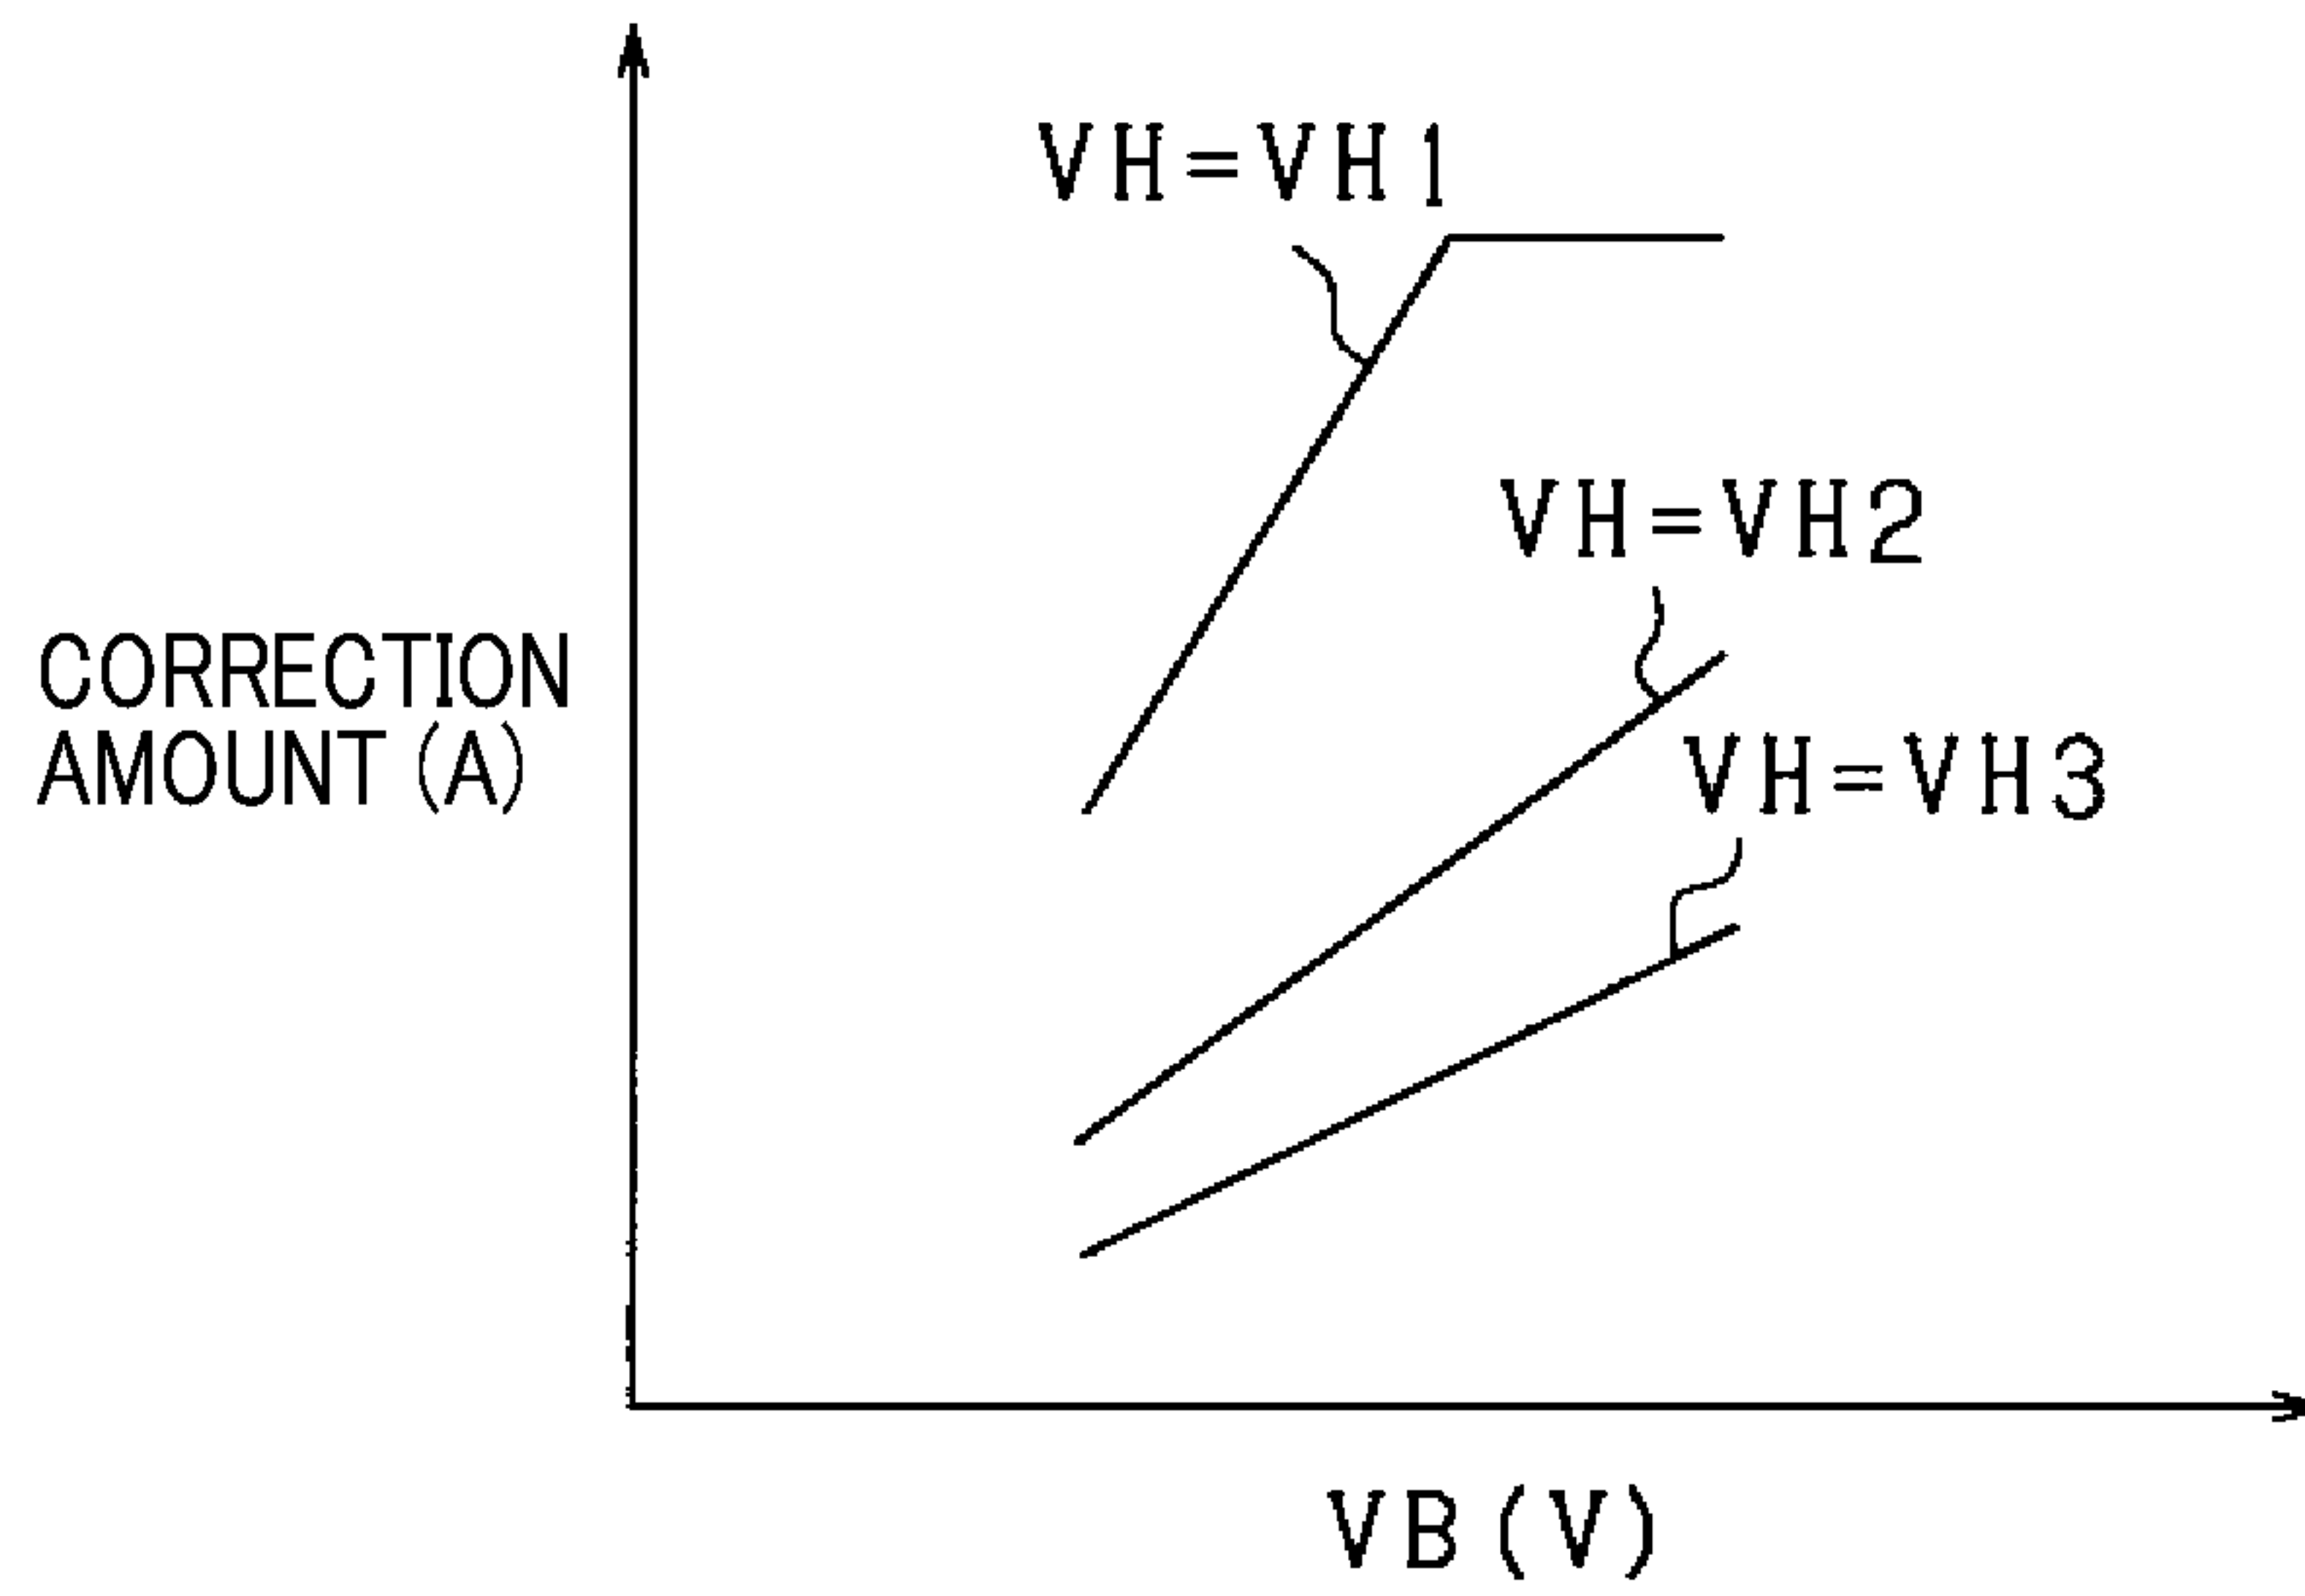 VH=VH1
VH=VH2
CORRECTION
AMOUNT (A)
VH=VH3
VB (V)